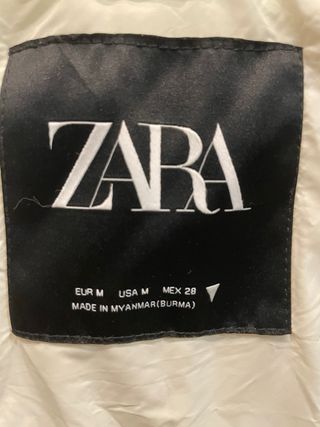 ZARA
EUR M USA M MEX 28
MADE IN MYANMAR(BURMA)